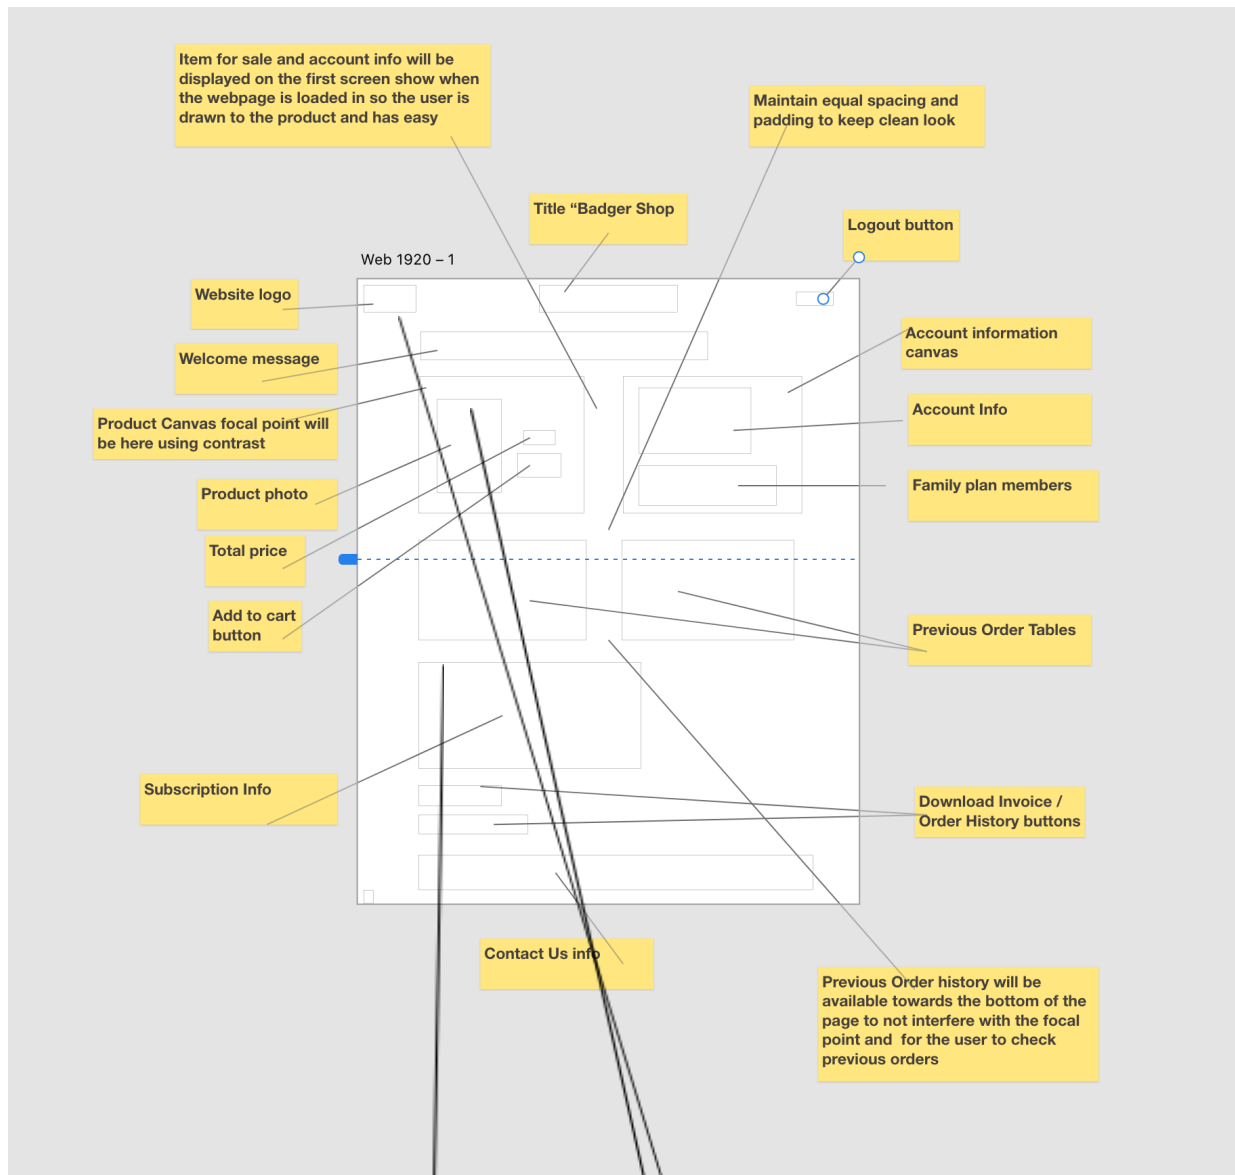 Item for sale and account info will be
displayed on the first screen show when
the webpage is loaded in so the user is
drawn to the product and has easy
Maintain equal spacing and
padding to keep clean look
Title “Badger Shop
Logout button
Web 1920 – 1
Website logo
Welcome message
Account information
canvas
Product Canvas focal point will
be here using contrast
Account Info
Product photo
Family plan members
Total price
Add to cart
button
Previous Order Tables
Subscription Info
Download Invoice /
Order History buttons
Contact Us info
Previous Order history will be
available towards the bottom of the
page to not interfere with the focal
point and  for the user to check
previous orders